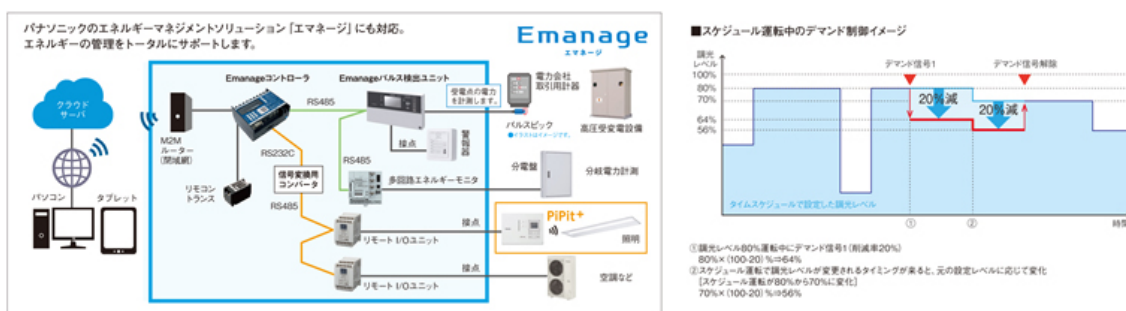 パナソニックのエネルギーマネジメントソリューション「エマネージ」にも対応。
エネルギーの管理をトータルにサポートします。
Emanage
エマネージ
クラウド
サーバ
パソコン
タブレット
M2M
ルーター
(閉域網)
Emanageコントローラ
RS485
Emanageパルス検出ユニット
受電点の電力
を計測します。
電力会社
取引用計器
パルスピック
●イラストはイメージです。
高圧受変電設備
接点
警報器
RS232C
リモコン
トランス
信号変換用
コンバータ
RS485
RS485
多回路エネルギーモニタ
分電盤
分岐電力計測
リモートI/Oユニット
接点
PiPit+
照明
リモートI/Oユニット
接点
空調など
■スケジュール運転中のデマンド制御イメージ
調光
レベル
100%
80%
70%
64%
56%
デマンド信号1
デマンド信号解除
20%減
20%減
タイムスケジュールで設定した調光レベル
①
②
時間
①調光レベル80%運転中にデマンド信号1(削減率20%)
80%×(100-20)%⇒64%
②スケジュール運転で調光レベルが変更されるタイミングが来ると、元の設定レベルに応じて変化
[スケジュール運転が80%から70%に変化]
70%×(100-20)%⇒56%